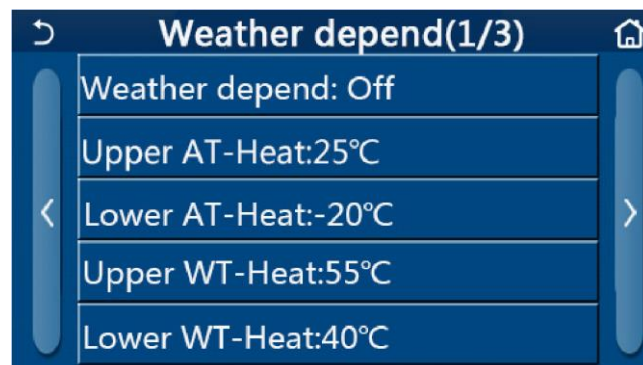 Weather depend(1/3)
Weather depend: Off
Upper AT-Heat:25℃
Lower AT-Heat:-20℃
Upper WT-Heat:55℃
Lower WT-Heat:40℃